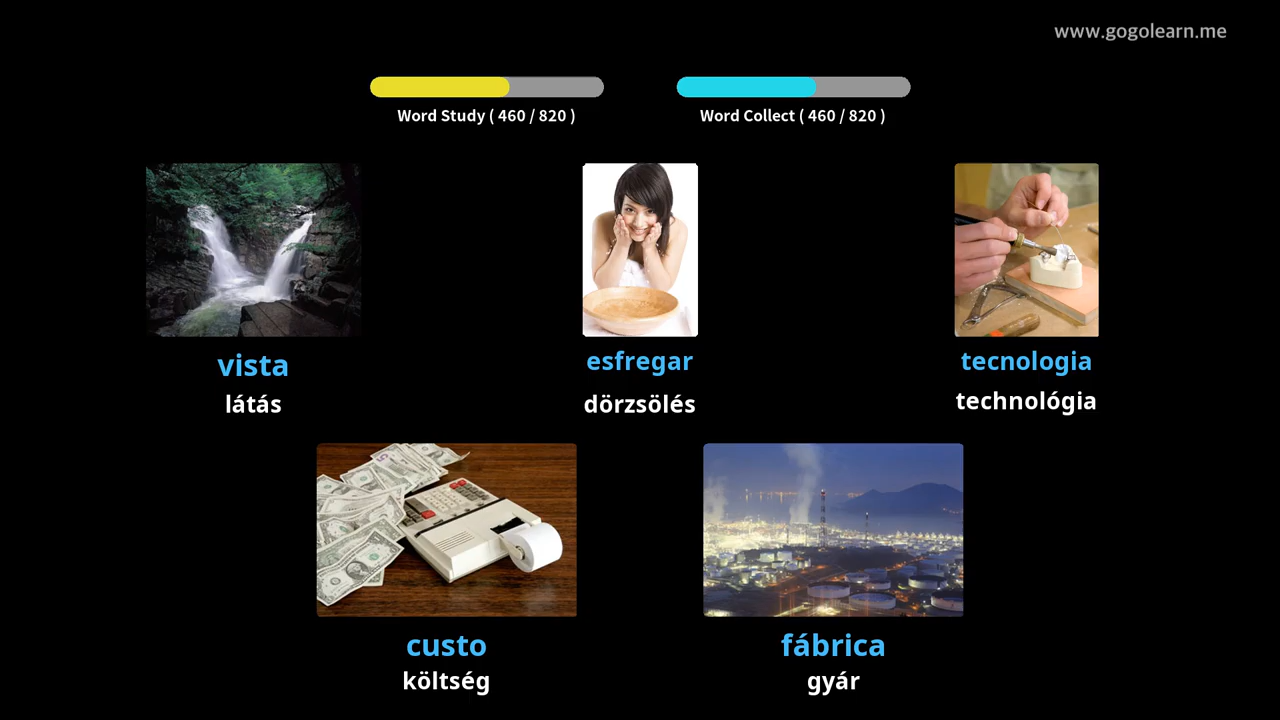 www.gogolearn.me
Word Study ( 460 / 820 )
Word Collect ( 460 / 820 )
vista
látás
esfregar
dörzsölés
tecnologia
technológia
custo
költség
fábrica
gyár